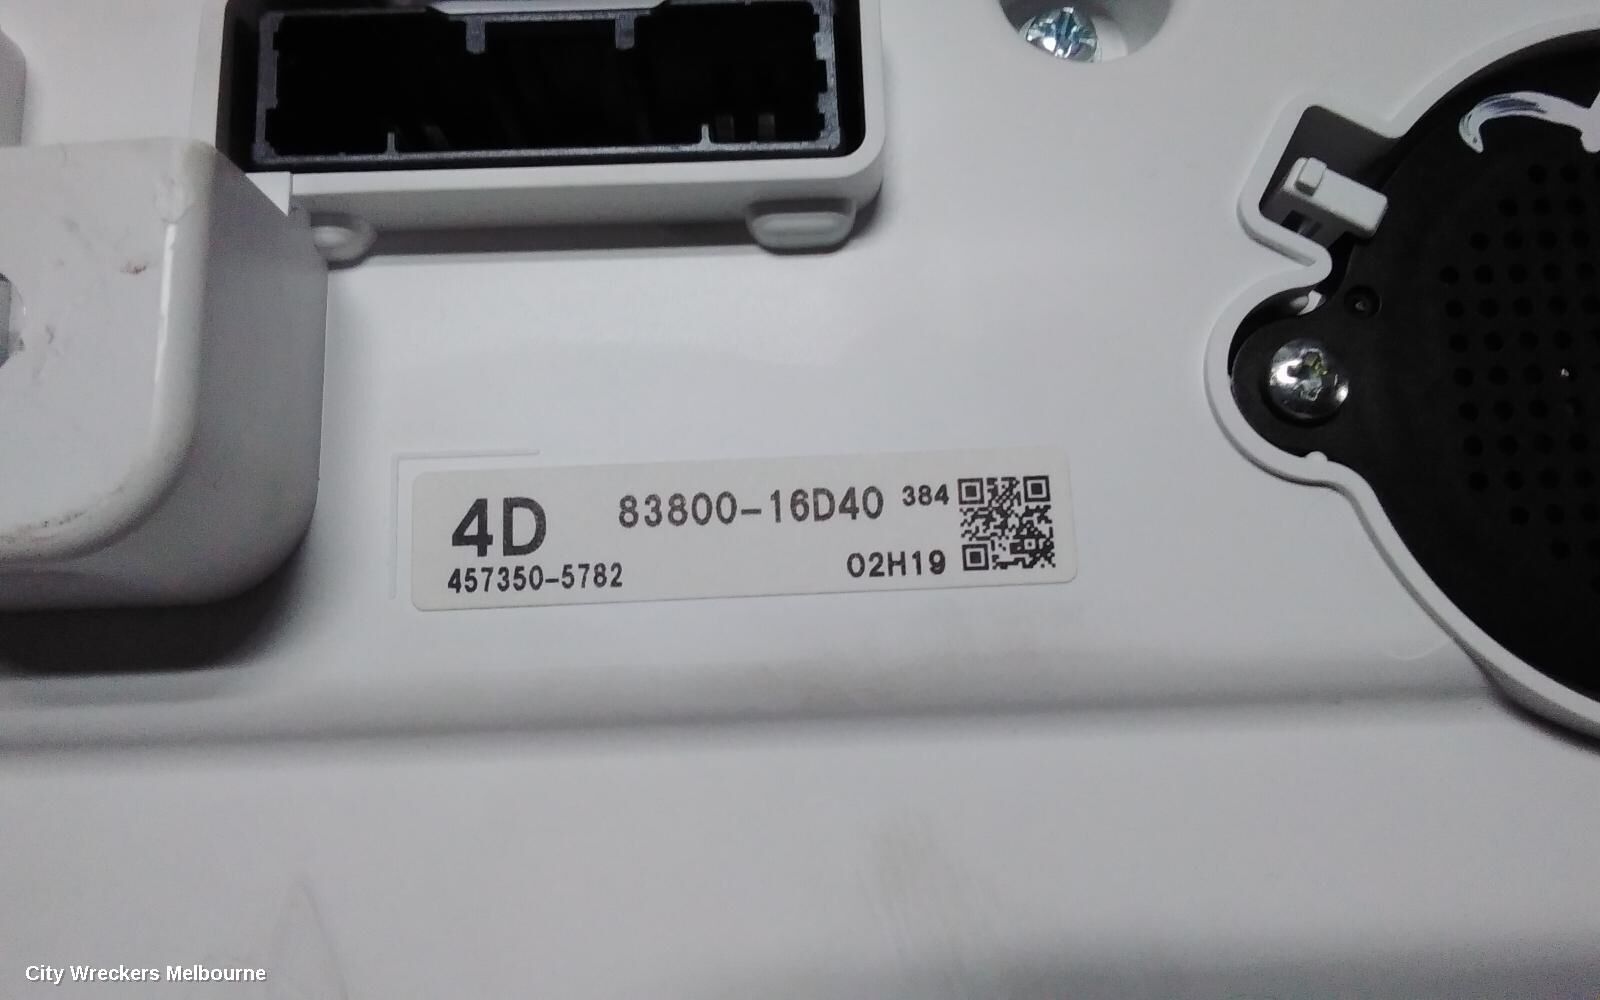 4D 83800-16D40 384
457350-5782 02H19
City Wreckers Melbourne